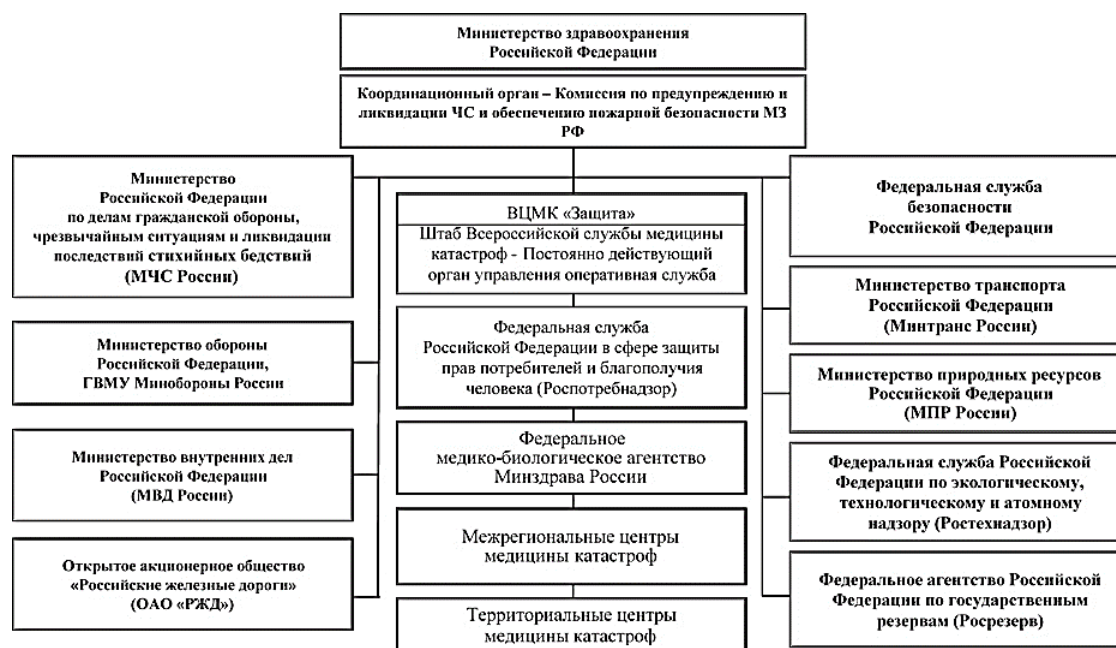 Министерство здравоохранения
Российской Федерации
Координационный орган – Комиссия по предупреждению и
ликвидации ЧС и обеспечению пожарной безопасности МЗ
РФ
Министерство
Российской Федерации
по делам гражданской обороны,
чрезвычайным ситуациям и ликвидации
последствий стихийных бедствий
(МЧС России)
Министерство обороны
Российской Федерации,
ГВМУ Минобороны России
Министерство внутренних дел
Российской Федерации
(МВД России)
Открытое акционерное общество
«Российские железные дороги»
(ОАО «РЖД»)
ВЦМК «Защита»
Штаб Всероссийской службы медицины
катастроф - Постоянно действующий
орган управления оперативная служба
Федеральная служба
Российской Федерации в сфере защиты
прав потребителей и благополучия
человека (Роспотребнадзор)
Федеральное
медико-биологическое агентство
Минздрава России
Межрегиональные центры
медицины катастроф
Территориальные центры
медицины катастроф
Федеральная служба
безопасности
Российской Федерации
Министерство транспорта
Российской Федерации
(Минтранс России)
Министерство природных ресурсов
Российской Федерации
(МПР России)
Федеральная служба Российской
Федерации по экологическому,
технологическому и атомному
надзору (Ростехнадзор)
Федеральное агентство Российской
Федерации по государственным
резервам (Росрезерв)